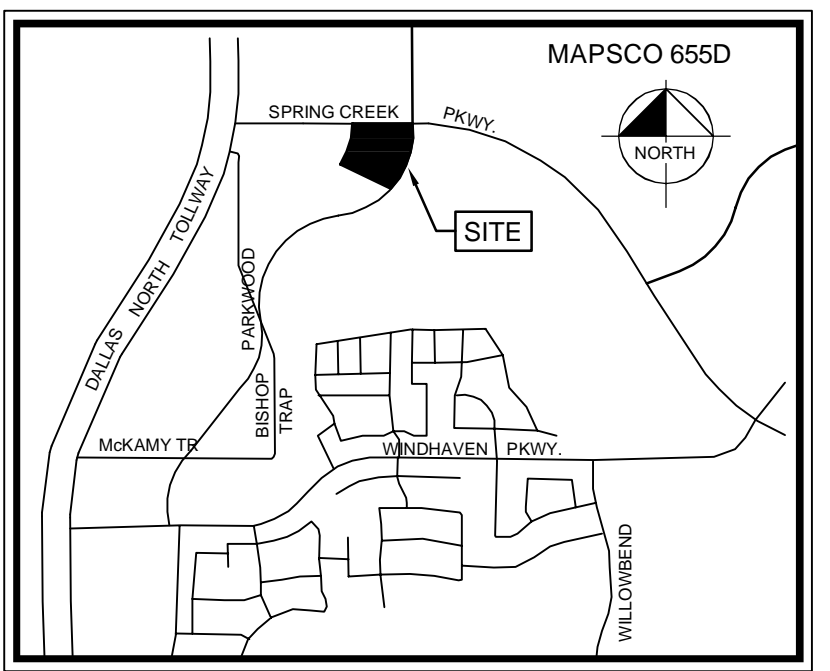 MAPSCO 655D
SPRING CREEK PKWY.
NORTH
SITE
DALLAS NORTH TOLLWAY
PARKWOOD
BISHOP
TRAP
McKAMY TR
WINDHAVEN PKWY.
WILLOWBEND